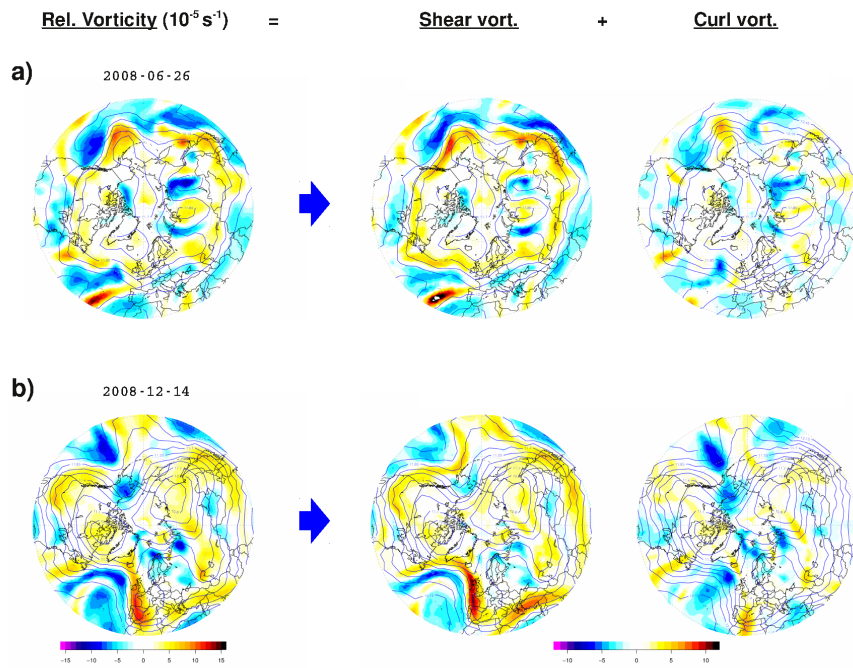 Rel. Vorticity (10⁻⁵ s⁻¹) = Shear vort. + Curl vort.
a)
2008-06-26
b)
2008-12-14
−15 −10 −5 0 5 10 15
−10 −5 0 5 10